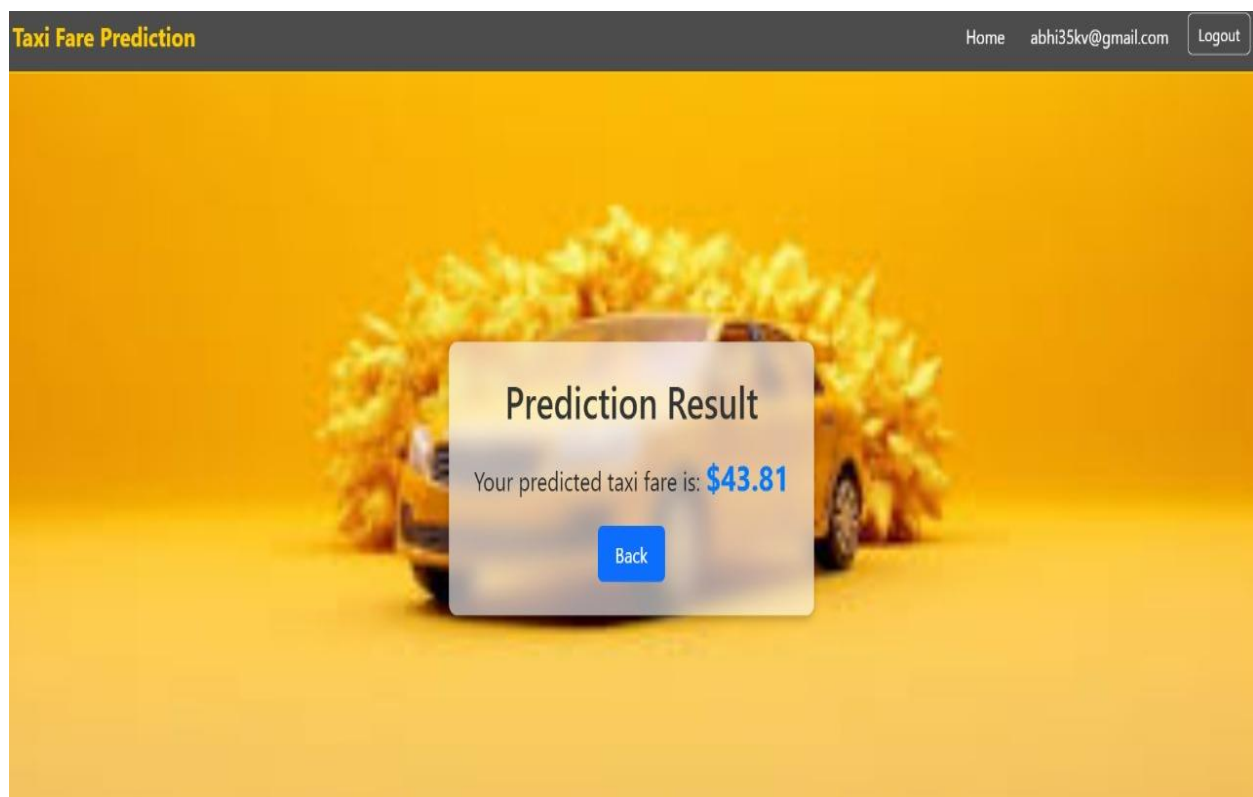 Taxi Fare Prediction Home abhi35kv@gmail.com Logout
Prediction Result
Your predicted taxi fare is: $43.81
Back